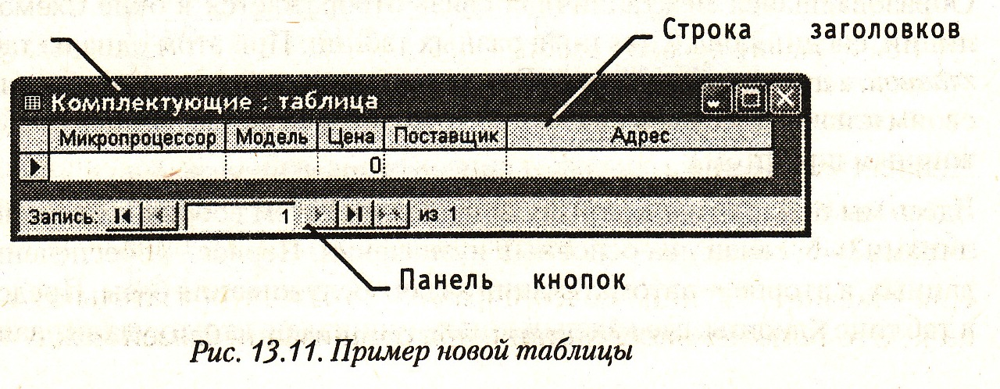 Строка заголовков
Комплектующие : таблица
Микропроцессор Модель Цена Поставщик Адрес
0
Запись: 1 из 1
Панель кнопок
Рис. 13.11. Пример новой таблицы